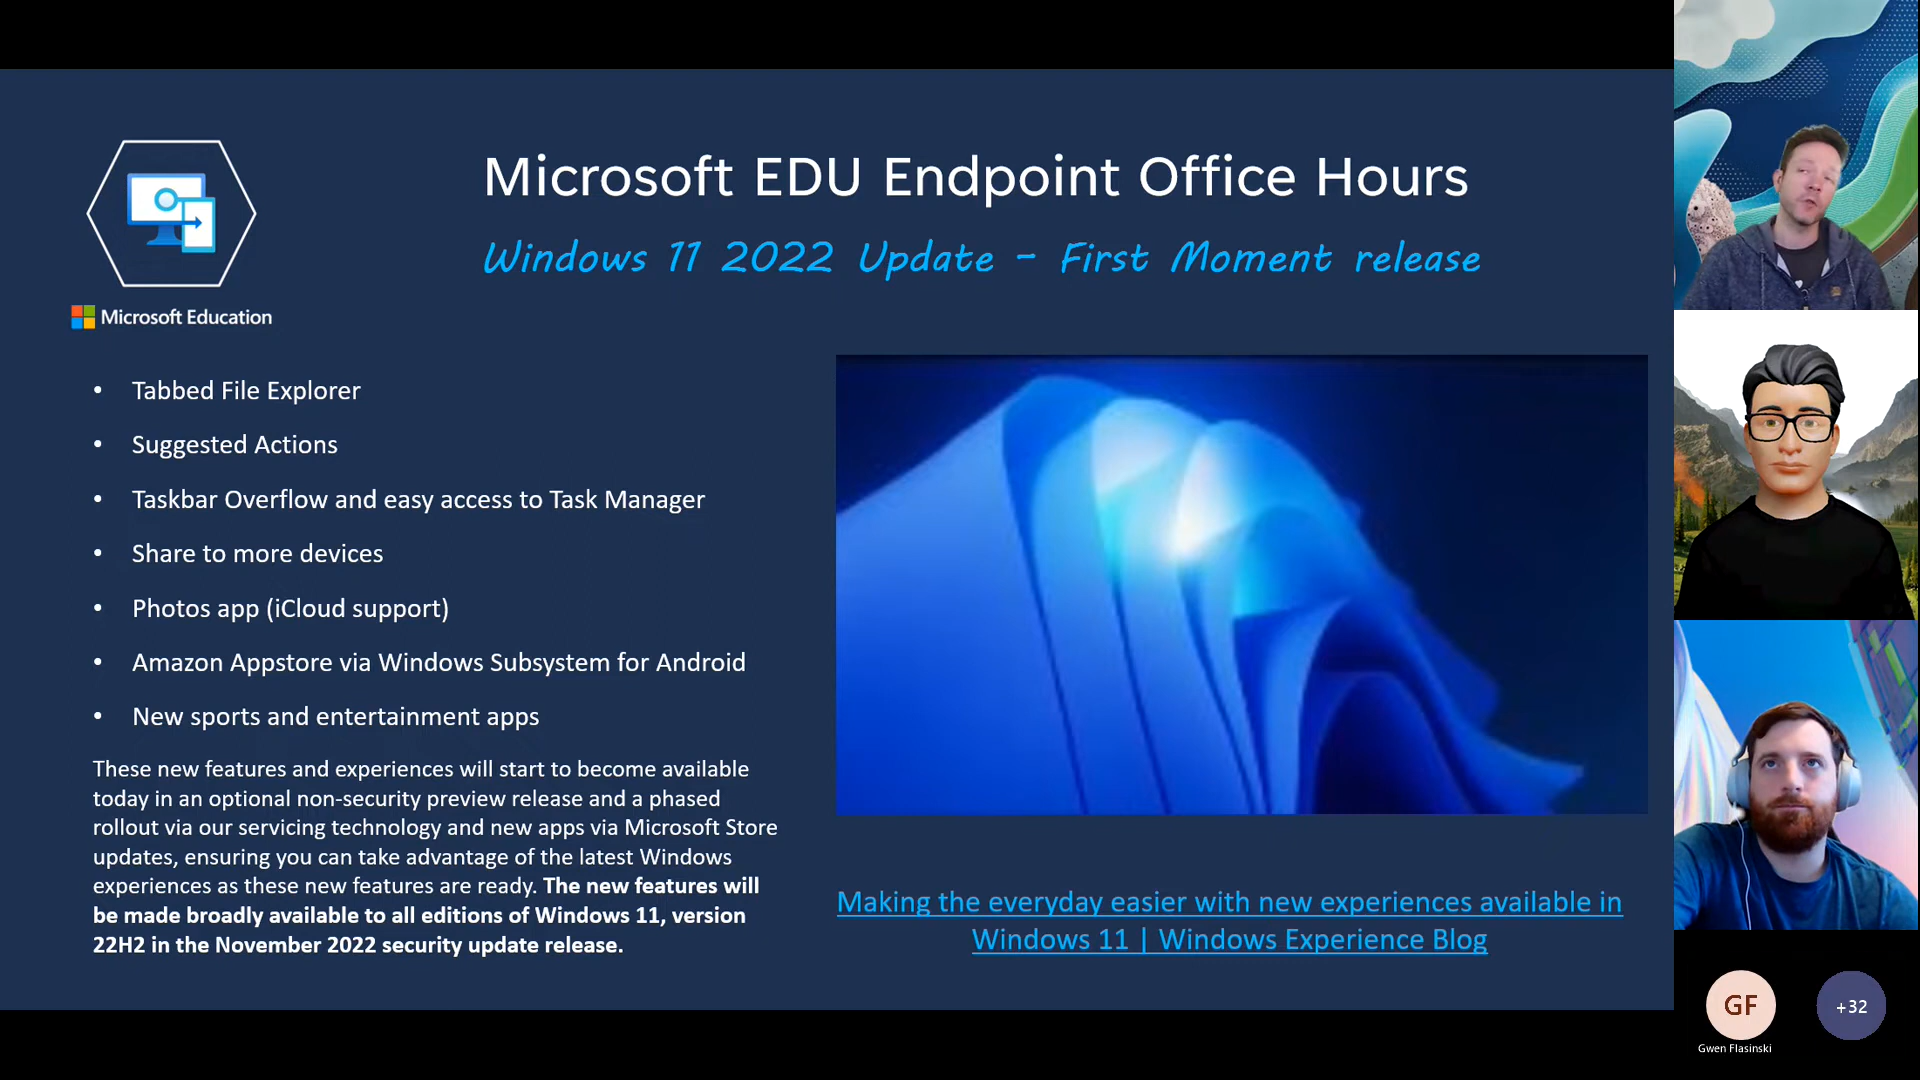 Microsoft EDU Endpoint Office Hours
Windows 11 2022 Update - First Moment release
Microsoft Education
• Tabbed File Explorer
• Suggested Actions
• Taskbar Overflow and easy access to Task Manager
• Share to more devices
• Photos app (iCloud support)
• Amazon Appstore via Windows Subsystem for Android
• New sports and entertainment apps
These new features and experiences will start to become available
today in an optional non-security preview release and a phased
rollout via our servicing technology and new apps via Microsoft Store
updates, ensuring you can take advantage of the latest Windows
experiences as these new features are ready. The new features will
be made broadly available to all editions of Windows 11, version
22H2 in the November 2022 security update release.
Making the everyday easier with new experiences available in
Windows 11 | Windows Experience Blog
GF
Gwen Flasinski
+32